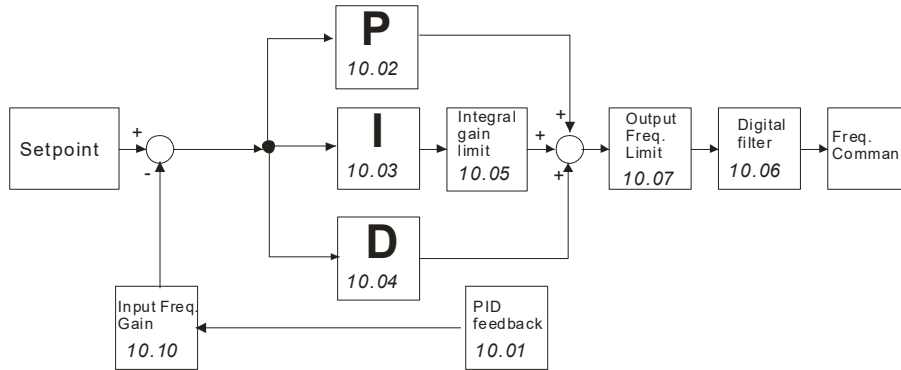 P
10.02
Setpoint
+
-
I
10.03
Integral
gain
limit
10.05
+
+
+
Output
Freq.
Limit
10.07
Digital
filter
10.06
Freq.
Comman
D
10.04
Input Freq.
Gain
10.10
PID
feedback
10.01